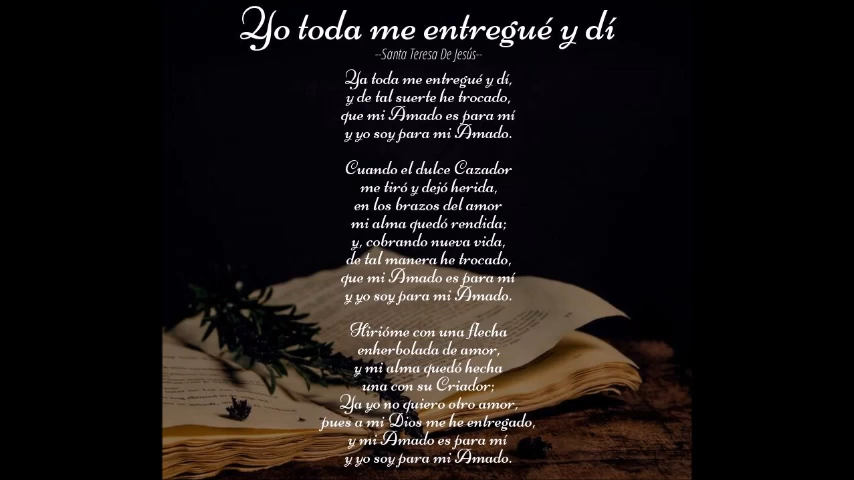 Yo toda me entregué y dí
--Santa Teresa De Jesús--
Ya toda me entregué y dí,
y de tal suerte he trocado,
que mi Amado es para mí
y yo soy para mi Amado.
Cuando el dulce Cazador
me tiró y dejó herida,
en los brazos del amor
mi alma quedó rendida;
y, cobrando nueva vida,
de tal manera he trocado,
que mi Amado es para mí
y yo soy para mi Amado.
Hirióme con una flecha
enherbolada de amor,
y mi alma quedó hecha
una con su Criador;
Ya yo no quiero otro amor,
pues a mi Dios me he entregado,
y mi Amado es para mí
y yo soy para mi Amado.